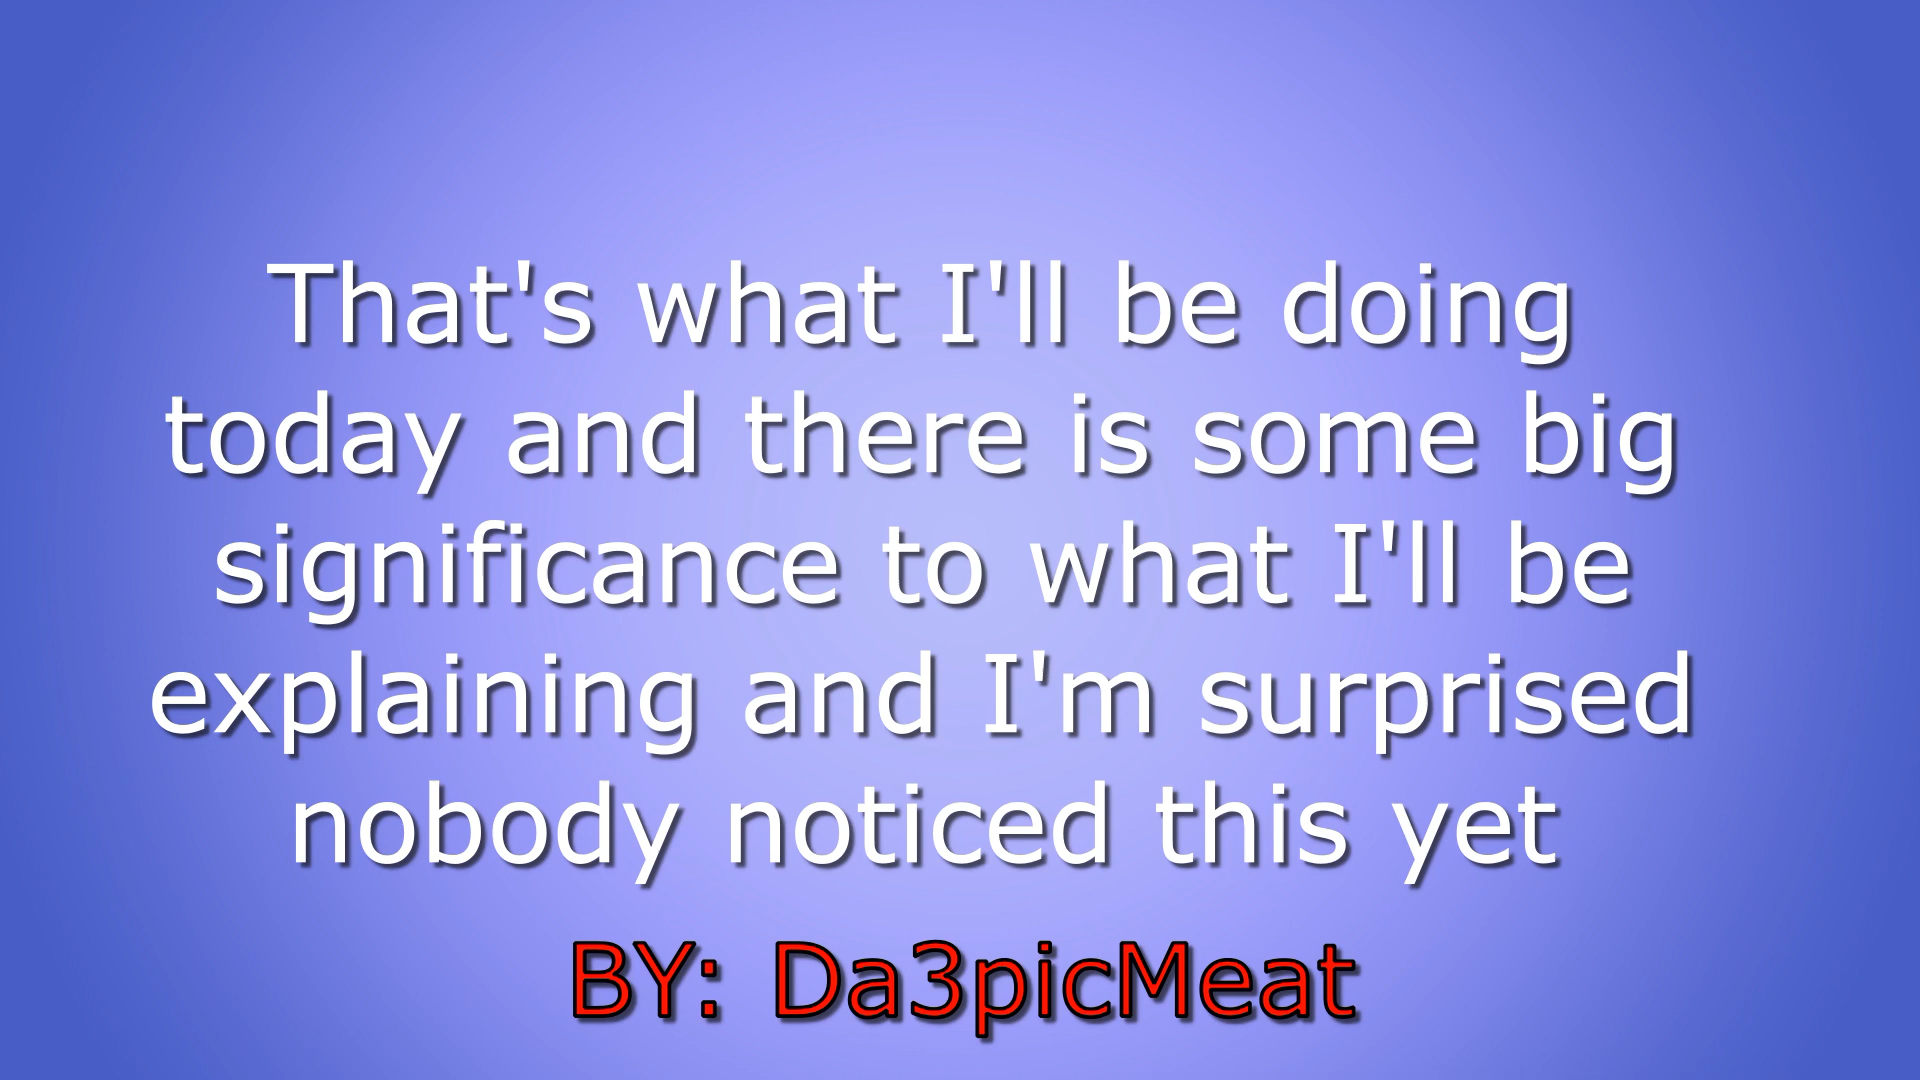 That's what I'll be doing
today and there is some big
significance to what I'll be
explaining and I'm surprised
nobody noticed this yet
BY: Da3picMeat